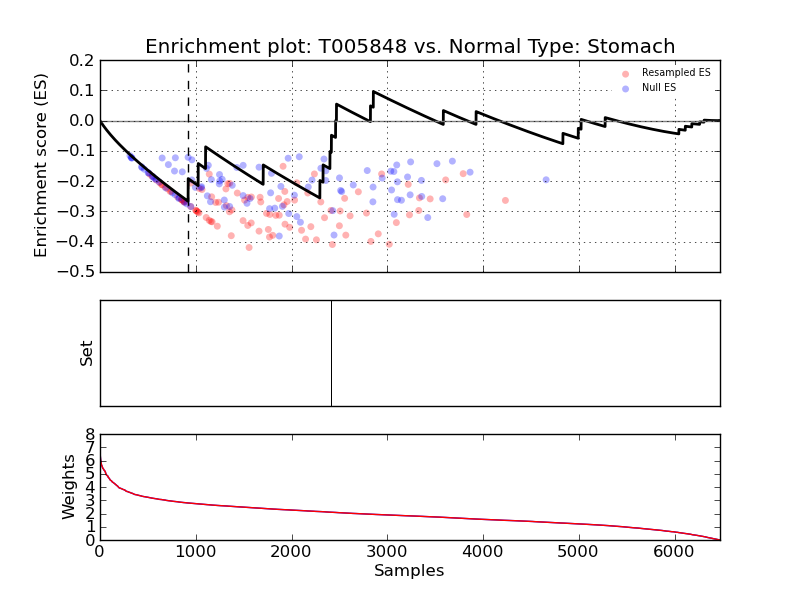 Enrichment plot: T005848 vs. Normal Type: Stomach
Enrichment score (ES)
0.2
0.1
0.0
−0.1
−0.2
−0.3
−0.4
−0.5
Resampled ES
Null ES
Set
Weights
8
7
6
5
4
3
2
1
0
0 1000 2000 3000 4000 5000 6000
Samples